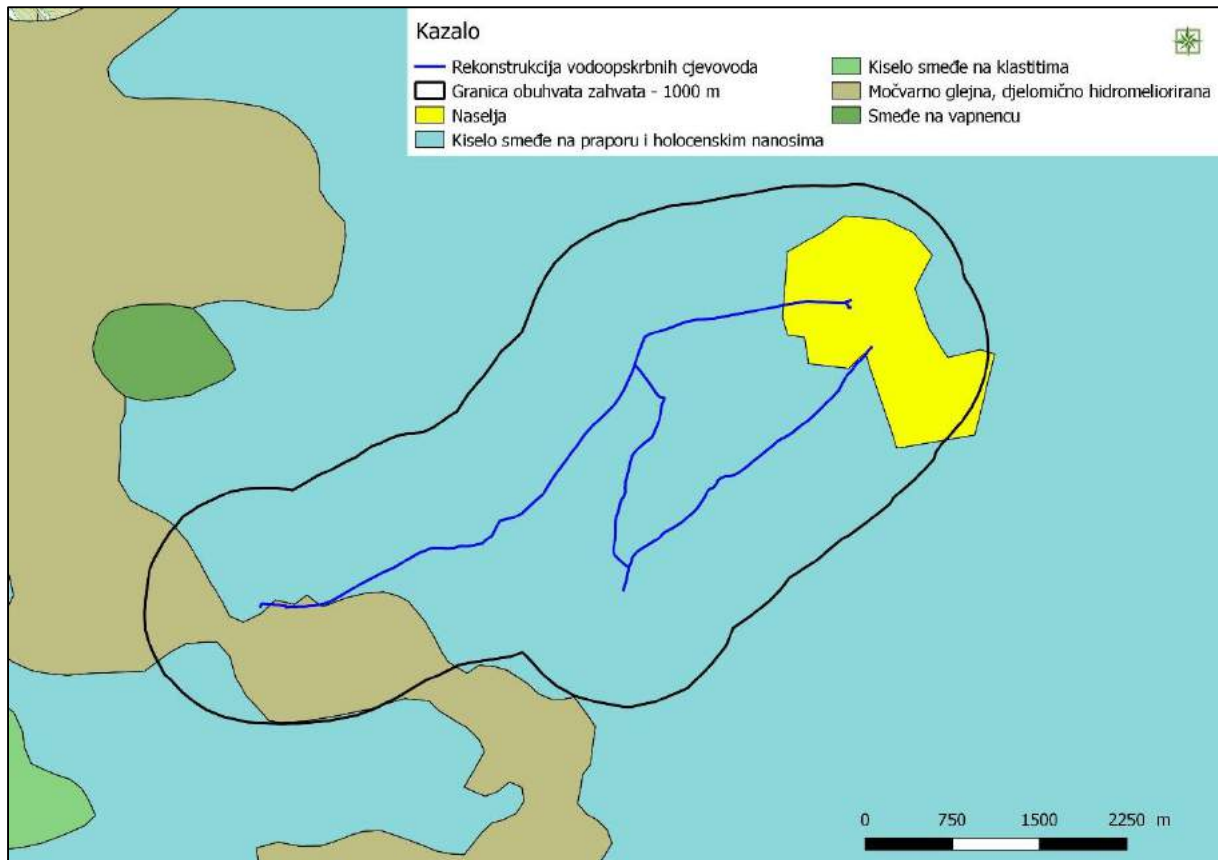 Kazalo
Rekonstrukcija vodoopskrbnih cjevovoda
Granica obuhvata zahvata - 1000 m
Naselja
Kiselo smeđe na praporu i holocenskim nanosima
Kiselo smeđe na klastitima
Močvarno glejna, djelomično hidromeliorirana
Smeđe na vapnencu
0 750 1500 2250 m